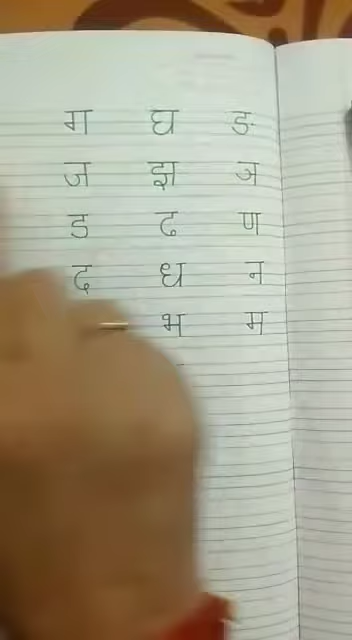 ग घ ङ
ज झ ञ
ड ढ ण
द ध न
भ म